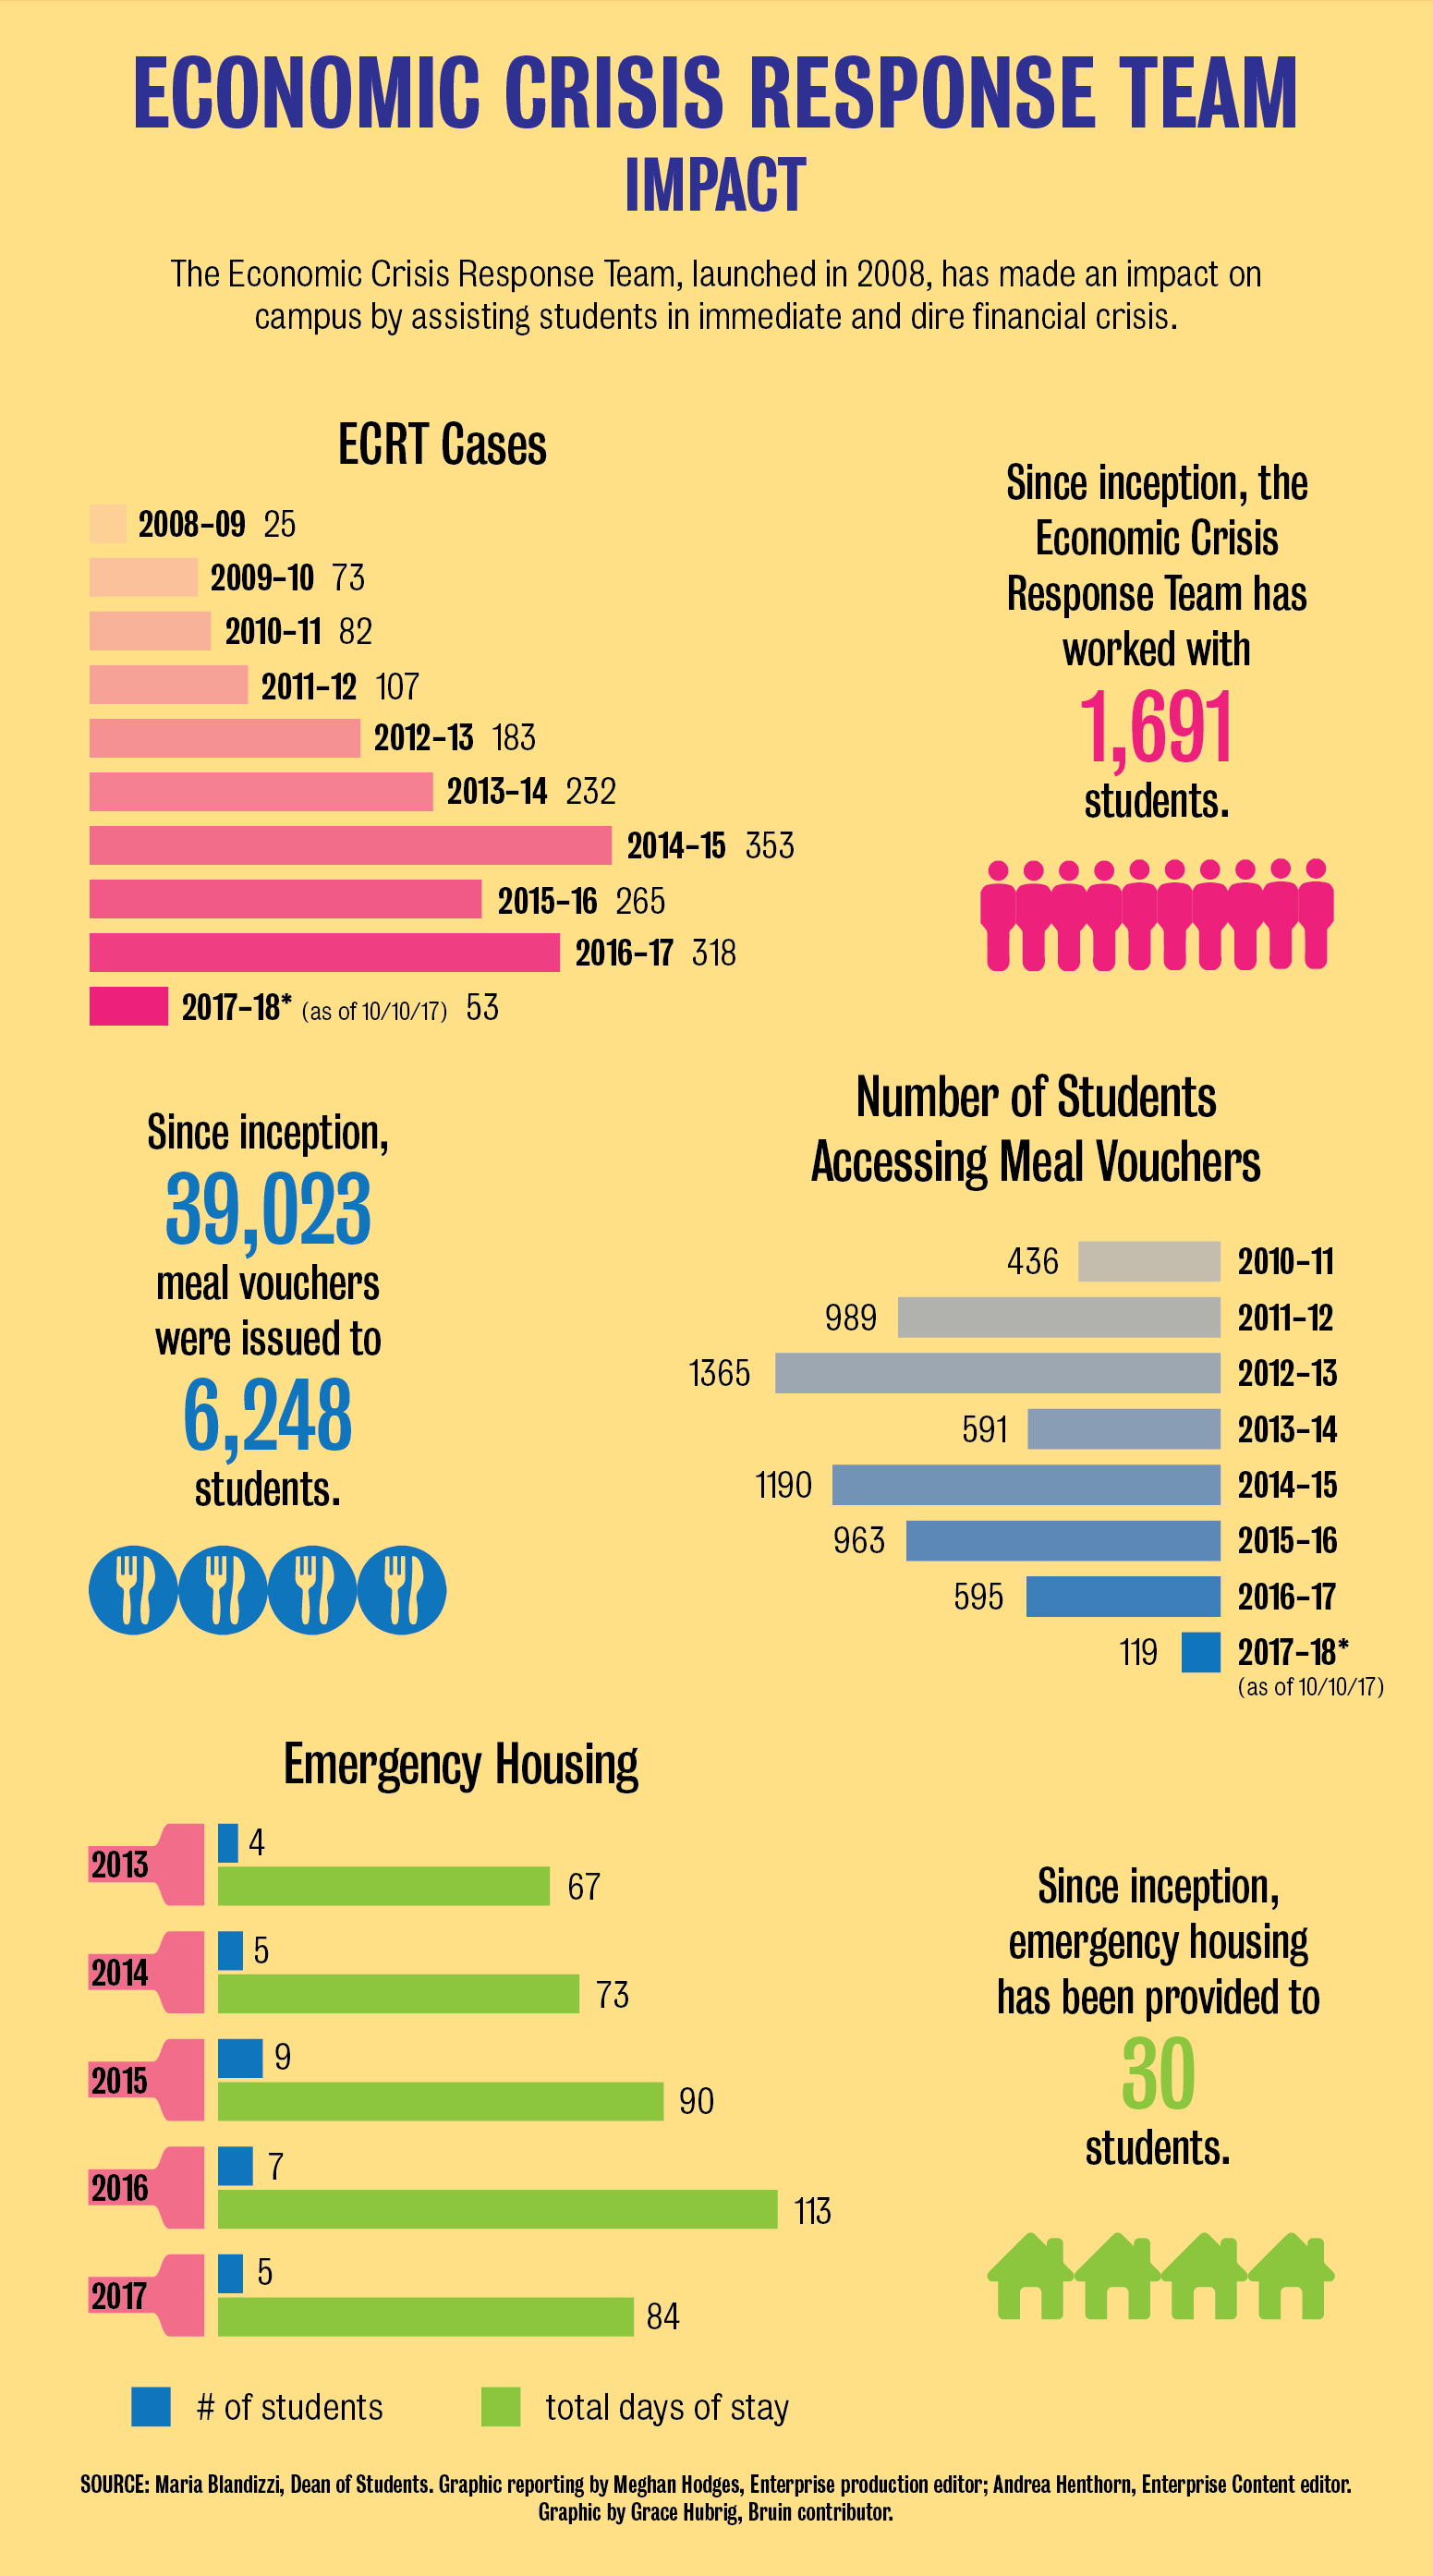 ECONOMIC CRISIS RESPONSE TEAM
IMPACT
The Economic Crisis Response Team, launched in 2008, has made an impact on
campus by assisting students in immediate and dire financial crisis.
ECRT Cases
2008-09 25
2009-10 73
2010-11 82
2011-12 107
2012-13 183
2013-14 232
2014-15 353
2015-16 265
2016-17 318
2017-18* (as of 10/10/17) 53
Since inception, the
Economic Crisis
Response Team has
worked with
1,691
students.
Since inception,
39,023
meal vouchers
were issued to
6,248
students.
Number of Students
Accessing Meal Vouchers
436 2010-11
989 2011-12
1365 2012-13
591 2013-14
1190 2014-15
963 2015-16
595 2016-17
119 2017-18*
(as of 10/10/17)
Emergency Housing
2013
4
67
2014
5
73
2015
9
90
2016
7
113
2017
5
84
# of students
total days of stay
Since inception,
emergency housing
has been provided to
30
students.
SOURCE: Maria Blandizzi, Dean of Students. Graphic reporting by Meghan Hodges, Enterprise production editor; Andrea Henthorn, Enterprise Content editor.
Graphic by Grace Hubrig, Bruin contributor.